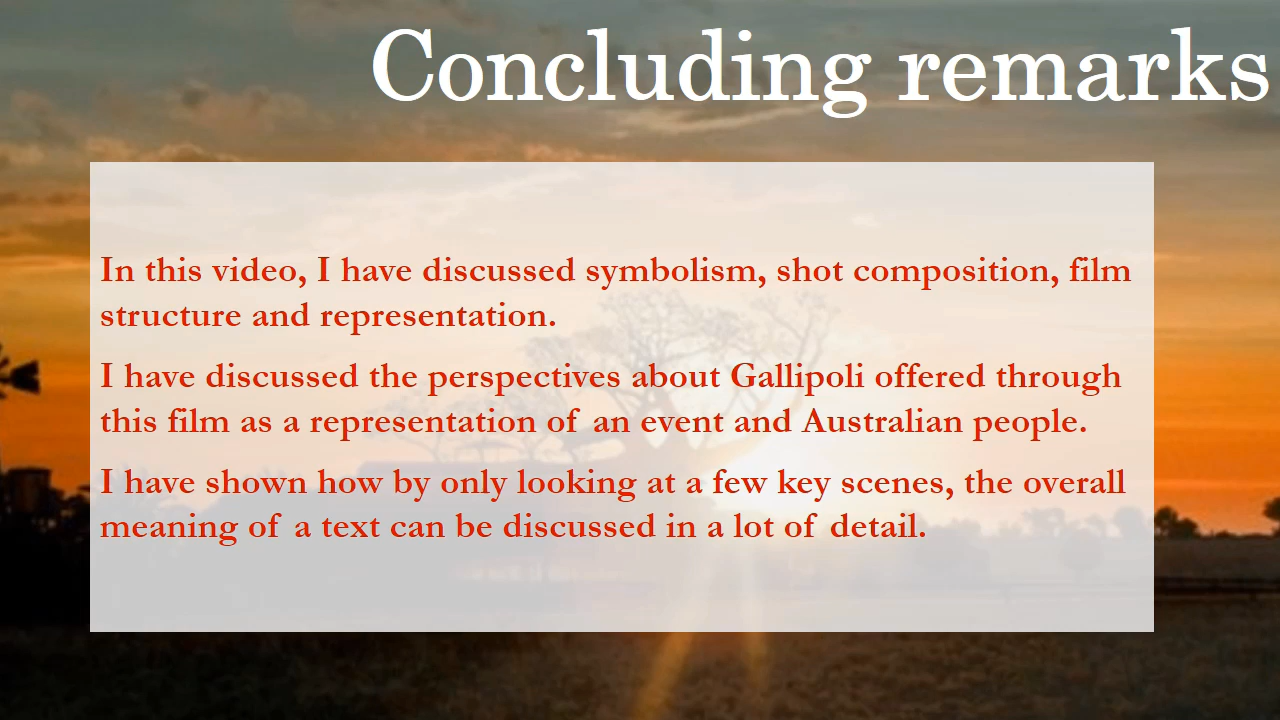 Concluding remarks
In this video, I have discussed symbolism, shot composition, film
structure and representation.
I have discussed the perspectives about Gallipoli offered through
this film as a representation of an event and Australian people.
I have shown how by only looking at a few key scenes, the overall
meaning of a text can be discussed in a lot of detail.